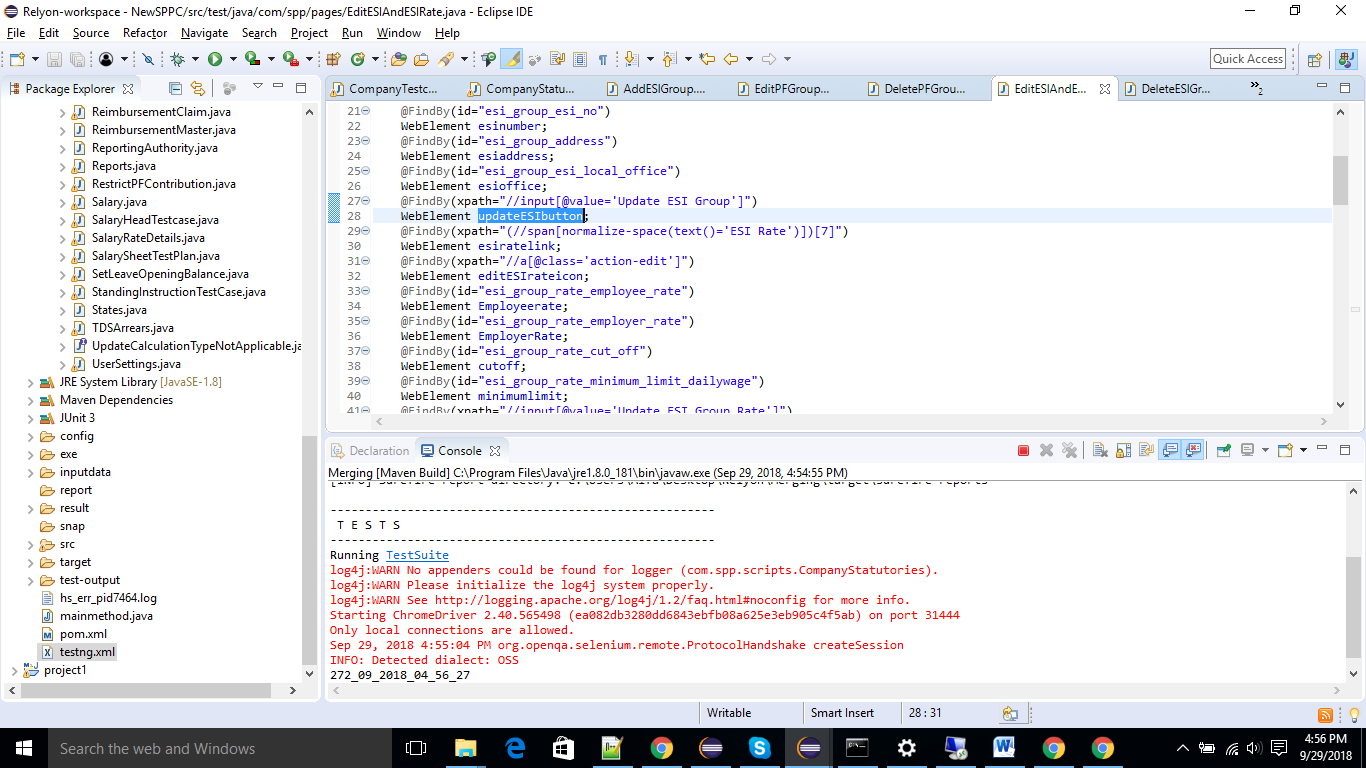 Relyon-workspace - NewSPPC/src/test/java/com/spp/pages/EditESIAndESIRate.java - Eclipse IDE
File Edit Source Refactor Navigate Search Project Run Window Help
Quick Access
Package Explorer
ReimbursementClaim.java
ReimbursementMaster.java
ReportingAuthority.java
Reports.java
RestrictPFContribution.java
Salary.java
SalaryHeadTestcase.java
SalaryRateDetails.java
SalarySheetTestPlan.java
SetLeaveOpeningBalance.java
StandingInstructionTestCase.java
States.java
TDSArrears.java
UpdateCalculationTypeNotApplicable.ja
UserSettings.java
JRE System Library [JavaSE-1.8]
Maven Dependencies
JUnit 3
config
exe
inputdata
report
result
snap
src
target
test-output
hs_err_pid7464.log
mainmethod.java
pom.xml
testng.xml
project1
CompanyTestc... CompanyStatu... AddESIGroup.... EditPFGroup... DeletePFGrou... EditESIAndE... DeleteESIGr... »2
21 @FindBy(id="esi_group_esi_no")
22 WebElement esinumber;
23 @FindBy(id="esi_group_address")
24 WebElement esiaddress;
25 @FindBy(id="esi_group_esi_local_office")
26 WebElement esioffice;
27 @FindBy(xpath="//input[@value='Update ESI Group']")
28 WebElement updateESIbutton;
29 @FindBy(xpath="(//span[normalize-space(text()='ESI Rate')])[7]")
30 WebElement esiratelink;
31 @FindBy(xpath="//a[@class='action-edit']")
32 WebElement editESIrateicon;
33 @FindBy(id="esi_group_rate_employee_rate")
34 WebElement Employeerate;
35 @FindBy(id="esi_group_rate_employer_rate")
36 WebElement EmployerRate;
37 @FindBy(id="esi_group_rate_cut_off")
38 WebElement cutoff;
39 @FindBy(id="esi_group_rate_minimum_limit_dailywage")
40 WebElement minimumlimit;
41 @FindBy(xpath="//input[@value='Update ESI Group Rate']")
Declaration Console
Merging [Maven Build] C:\Program Files\Java\jre1.8.0_181\bin\javaw.exe (Sep 29, 2018, 4:54:55 PM)
-------------------------------------------------------
T E S T S
-------------------------------------------------------
Running TestSuite
log4j:WARN No appenders could be found for logger (com.spp.scripts.CompanyStatutories).
log4j:WARN Please initialize the log4j system properly.
log4j:WARN See http://logging.apache.org/log4j/1.2/faq.html#noconfig for more info.
Starting ChromeDriver 2.40.565498 (ea082db3280dd6843ebfb08a625e3eb905c4f5ab) on port 31444
Only local connections are allowed.
Sep 29, 2018 4:55:04 PM org.openqa.selenium.remote.ProtocolHandshake createSession
INFO: Detected dialect: OSS
272_09_2018_04_56_27
Writable Smart Insert 28 : 31
Search the web and Windows
4:56 PM
9/29/2018